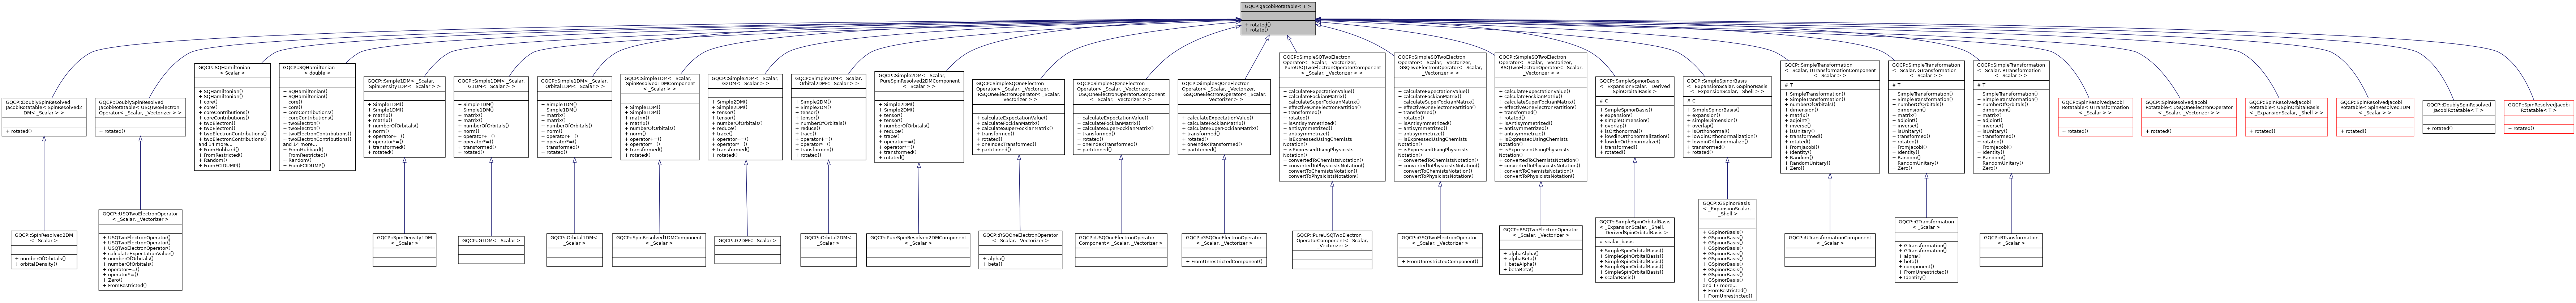 GQCP::JacobiRotatable< T >
+ rotated()
+ rotate()
GQCP::DoublySpinResolved
JacobiRotatable< SpinResolved2
DM< _Scalar > >
+ rotated()
GQCP::DoublySpinResolved
JacobiRotatable< USQTwoElectron
Operator< _Scalar, _Vectorizer > >
+ rotated()
GQCP::SQHamiltonian
< Scalar >
+ SQHamiltonian()
+ SQHamiltonian()
+ core()
+ core()
+ coreContributions()
+ coreContributions()
+ twoElectron()
+ twoElectron()
+ twoElectronContributions()
+ twoElectronContributions()
and 14 more...
+ FromHubbard()
+ FromRestricted()
+ Random()
+ FromFCIDUMP()
GQCP::SQHamiltonian
< double >
+ SQHamiltonian()
+ SQHamiltonian()
+ core()
+ core()
+ coreContributions()
+ coreContributions()
+ twoElectron()
+ twoElectron()
+ twoElectronContributions()
+ twoElectronContributions()
and 14 more...
+ FromHubbard()
+ FromRestricted()
+ Random()
+ FromFCIDUMP()
GQCP::Simple1DM< _Scalar,
SpinDensity1DM< _Scalar > >
+ Simple1DM()
+ Simple1DM()
+ matrix()
+ matrix()
+ numberOfOrbitals()
+ norm()
+ operator+=()
+ operator*=()
+ transformed()
+ rotated()
GQCP::Simple1DM< _Scalar,
G1DM< _Scalar > >
+ Simple1DM()
+ Simple1DM()
+ matrix()
+ matrix()
+ numberOfOrbitals()
+ norm()
+ operator+=()
+ operator*=()
+ transformed()
+ rotated()
GQCP::Simple1DM< _Scalar,
Orbital1DM< _Scalar > >
+ Simple1DM()
+ Simple1DM()
+ matrix()
+ matrix()
+ numberOfOrbitals()
+ norm()
+ operator+=()
+ operator*=()
+ transformed()
+ rotated()
GQCP::Simple1DM< _Scalar,
SpinResolved1DMComponent
< _Scalar > >
+ Simple1DM()
+ Simple1DM()
+ matrix()
+ matrix()
+ numberOfOrbitals()
+ norm()
+ operator+=()
+ operator*=()
+ transformed()
+ rotated()
GQCP::Simple2DM< _Scalar,
G2DM< _Scalar > >
+ Simple2DM()
+ Simple2DM()
+ tensor()
+ tensor()
+ numberOfOrbitals()
+ reduce()
+ trace()
+ operator+=()
+ operator*=()
+ transformed()
+ rotated()
GQCP::Simple2DM< _Scalar,
Orbital2DM< _Scalar > >
+ Simple2DM()
+ Simple2DM()
+ tensor()
+ tensor()
+ numberOfOrbitals()
+ reduce()
+ trace()
+ operator+=()
+ operator*=()
+ transformed()
+ rotated()
GQCP::Simple2DM< _Scalar,
PureSpinResolved2DMComponent
< _Scalar > >
+ Simple2DM()
+ Simple2DM()
+ tensor()
+ tensor()
+ numberOfOrbitals()
+ reduce()
+ trace()
+ operator+=()
+ operator*=()
+ transformed()
+ rotated()
GQCP::SimpleSQOneElectron
Operator< _Scalar, _Vectorizer,
RSQOneElectronOperator< _Scalar,
_Vectorizer > >
+ calculateExpectationValue()
+ calculateFockianMatrix()
+ calculateSuperFockianMatrix()
+ transformed()
+ rotated()
+ oneIndexTransformed()
+ partitioned()
GQCP::SimpleSQOneElectron
Operator< _Scalar, _Vectorizer,
USQOneElectronOperatorComponent
< _Scalar, _Vectorizer > >
+ calculateExpectationValue()
+ calculateFockianMatrix()
+ calculateSuperFockianMatrix()
+ transformed()
+ rotated()
+ oneIndexTransformed()
+ partitioned()
GQCP::SimpleSQOneElectron
Operator< _Scalar, _Vectorizer,
GSQOneElectronOperator< _Scalar,
_Vectorizer > >
+ calculateExpectationValue()
+ calculateFockianMatrix()
+ calculateSuperFockianMatrix()
+ transformed()
+ rotated()
+ oneIndexTransformed()
+ partitioned()
GQCP::SimpleSQTwoElectron
Operator< _Scalar, _Vectorizer,
PureUSQTwoElectronOperatorComponent
< _Scalar, _Vectorizer > >
+ calculateExpectationValue()
+ calculateFockianMatrix()
+ calculateSuperFockianMatrix()
+ effectiveOneElectronPartition()
+ transformed()
+ rotated()
+ isAntisymmetrized()
+ antisymmetrized()
+ antisymmetrize()
+ isExpressedUsingChemists
Notation()
+ isExpressedUsingPhysicists
Notation()
+ convertedToChemistsNotation()
+ convertedToPhysicistsNotation()
+ convertToChemistsNotation()
+ convertToPhysicistsNotation()
GQCP::SimpleSQTwoElectron
Operator< _Scalar, _Vectorizer,
GSQTwoElectronOperator< _Scalar,
_Vectorizer > >
+ calculateExpectationValue()
+ calculateFockianMatrix()
+ calculateSuperFockianMatrix()
+ effectiveOneElectronPartition()
+ transformed()
+ rotated()
+ isAntisymmetrized()
+ antisymmetrized()
+ antisymmetrize()
+ isExpressedUsingChemists
Notation()
+ isExpressedUsingPhysicists
Notation()
+ convertedToChemistsNotation()
+ convertedToPhysicistsNotation()
+ convertToChemistsNotation()
+ convertToPhysicistsNotation()
GQCP::SimpleSQTwoElectron
Operator< _Scalar, _Vectorizer,
RSQTwoElectronOperator< _Scalar,
_Vectorizer > >
+ calculateExpectationValue()
+ calculateFockianMatrix()
+ calculateSuperFockianMatrix()
+ effectiveOneElectronPartition()
+ transformed()
+ rotated()
+ isAntisymmetrized()
+ antisymmetrized()
+ antisymmetrize()
+ isExpressedUsingChemists
Notation()
+ isExpressedUsingPhysicists
Notation()
+ convertedToChemistsNotation()
+ convertedToPhysicistsNotation()
+ convertToChemistsNotation()
+ convertToPhysicistsNotation()
GQCP::SimpleSpinorBasis
< _ExpansionScalar, _Derived
SpinOrbitalBasis >
# C
+ SimpleSpinorBasis()
+ expansion()
+ simpleDimension()
+ overlap()
+ isOrthonormal()
+ lowdinOrthonormalization()
+ lowdinOrthonormalize()
+ transformed()
+ rotated()
GQCP::SimpleSpinorBasis
< _ExpansionScalar, GSpinorBasis
< _ExpansionScalar, _Shell > >
# C
+ SimpleSpinorBasis()
+ expansion()
+ simpleDimension()
+ overlap()
+ isOrthonormal()
+ lowdinOrthonormalization()
+ lowdinOrthonormalize()
+ transformed()
+ rotated()
GQCP::SimpleTransformation
< _Scalar, UTransformationComponent
< _Scalar > >
# T
+ SimpleTransformation()
+ SimpleTransformation()
+ numberOfOrbitals()
+ dimension()
+ matrix()
+ adjoint()
+ inverse()
+ isUnitary()
+ transformed()
+ rotated()
+ FromJacobi()
+ Identity()
+ Random()
+ RandomUnitary()
+ Zero()
GQCP::SimpleTransformation
< _Scalar, GTransformation
< _Scalar > >
# T
+ SimpleTransformation()
+ SimpleTransformation()
+ numberOfOrbitals()
+ dimension()
+ matrix()
+ adjoint()
+ inverse()
+ isUnitary()
+ transformed()
+ rotated()
+ FromJacobi()
+ Identity()
+ Random()
+ RandomUnitary()
+ Zero()
GQCP::SimpleTransformation
< _Scalar, RTransformation
< _Scalar > >
# T
+ SimpleTransformation()
+ SimpleTransformation()
+ numberOfOrbitals()
+ dimension()
+ matrix()
+ adjoint()
+ inverse()
+ isUnitary()
+ transformed()
+ rotated()
+ FromJacobi()
+ Identity()
+ Random()
+ RandomUnitary()
+ Zero()
GQCP::SpinResolvedJacobi
Rotatable< UTransformation
< _Scalar > >
+ rotated()
GQCP::SpinResolvedJacobi
Rotatable< USQOneElectronOperator
< _Scalar, _Vectorizer > >
+ rotated()
GQCP::SpinResolvedJacobi
Rotatable< USpinOrbitalBasis
< _ExpansionScalar, _Shell > >
+ rotated()
GQCP::SpinResolvedJacobi
Rotatable< SpinResolved1DM
< _Scalar > >
+ rotated()
GQCP::DoublySpinResolved
JacobiRotatable< T >
+ rotated()
GQCP::SpinResolvedJacobi
Rotatable< T >
+ rotated()
GQCP::SpinResolved2DM
< _Scalar >
+ numberOfOrbitals()
+ orbitalDensity()
GQCP::USQTwoElectronOperator
< _Scalar, _Vectorizer >
+ USQTwoElectronOperator()
+ USQTwoElectronOperator()
+ USQTwoElectronOperator()
+ calculateExpectationValue()
+ numberOfOrbitals()
+ numberOfOrbitals()
+ operator+=()
+ operator*=()
+ Zero()
+ FromRestricted()
GQCP::SpinDensity1DM
< _Scalar >
GQCP::G1DM< _Scalar >
GQCP::Orbital1DM<
_Scalar >
GQCP::SpinResolved1DMComponent
< _Scalar >
GQCP::G2DM< _Scalar >
GQCP::Orbital2DM<
_Scalar >
GQCP::PureSpinResolved2DMComponent
< _Scalar >
GQCP::RSQOneElectronOperator
< _Scalar, _Vectorizer >
+ alpha()
+ beta()
GQCP::USQOneElectronOperator
Component< _Scalar, _Vectorizer >
GQCP::GSQOneElectronOperator
< _Scalar, _Vectorizer >
+ FromUnrestrictedComponent()
GQCP::PureUSQTwoElectron
OperatorComponent< _Scalar,
_Vectorizer >
GQCP::GSQTwoElectronOperator
< _Scalar, _Vectorizer >
+ FromUnrestrictedComponent()
GQCP::RSQTwoElectronOperator
< _Scalar, _Vectorizer >
+ alphaAlpha()
+ alphaBeta()
+ betaAlpha()
+ betaBeta()
GQCP::SimpleSpinOrbitalBasis
< _ExpansionScalar, _Shell,
_DerivedSpinOrbitalBasis >
# scalar_basis
+ SimpleSpinOrbitalBasis()
+ SimpleSpinOrbitalBasis()
+ SimpleSpinOrbitalBasis()
+ SimpleSpinOrbitalBasis()
+ SimpleSpinOrbitalBasis()
+ scalarBasis()
GQCP::GSpinorBasis
< _ExpansionScalar,
_Shell >
+ GSpinorBasis()
+ GSpinorBasis()
+ GSpinorBasis()
+ GSpinorBasis()
+ GSpinorBasis()
+ GSpinorBasis()
+ GSpinorBasis()
+ GSpinorBasis()
+ GSpinorBasis()
+ GSpinorBasis()
and 17 more...
+ FromRestricted()
+ FromUnrestricted()
GQCP::UTransformationComponent
< _Scalar >
GQCP::GTransformation
< _Scalar >
+ GTransformation()
+ GTransformation()
+ alpha()
+ beta()
+ component()
+ FromUnrestricted()
+ Identity()
GQCP::RTransformation
< _Scalar >